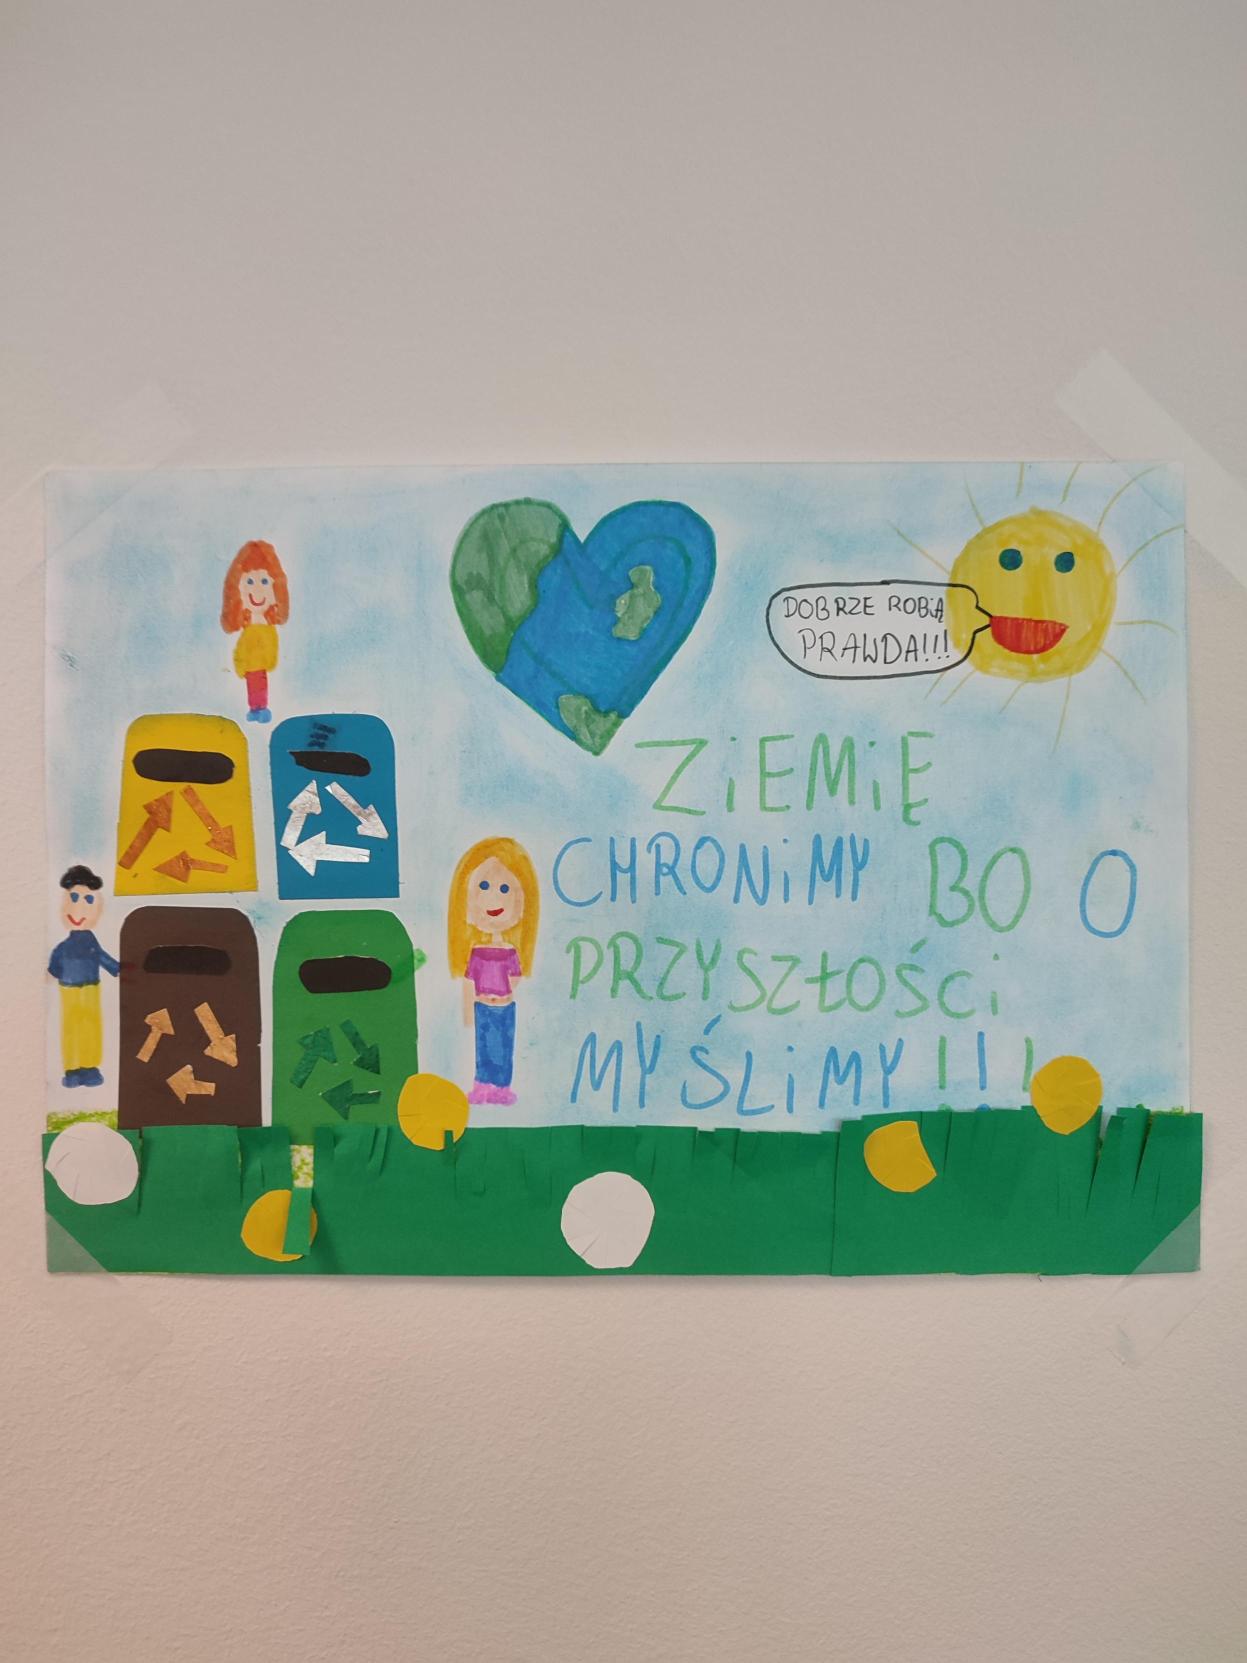 DOBRZE ROBiĄ
PRAWDA!!!
ZiEMiĘ
CHRONiMY BO O
PRZYSZŁOŚCi
MYŚLiMY!!!